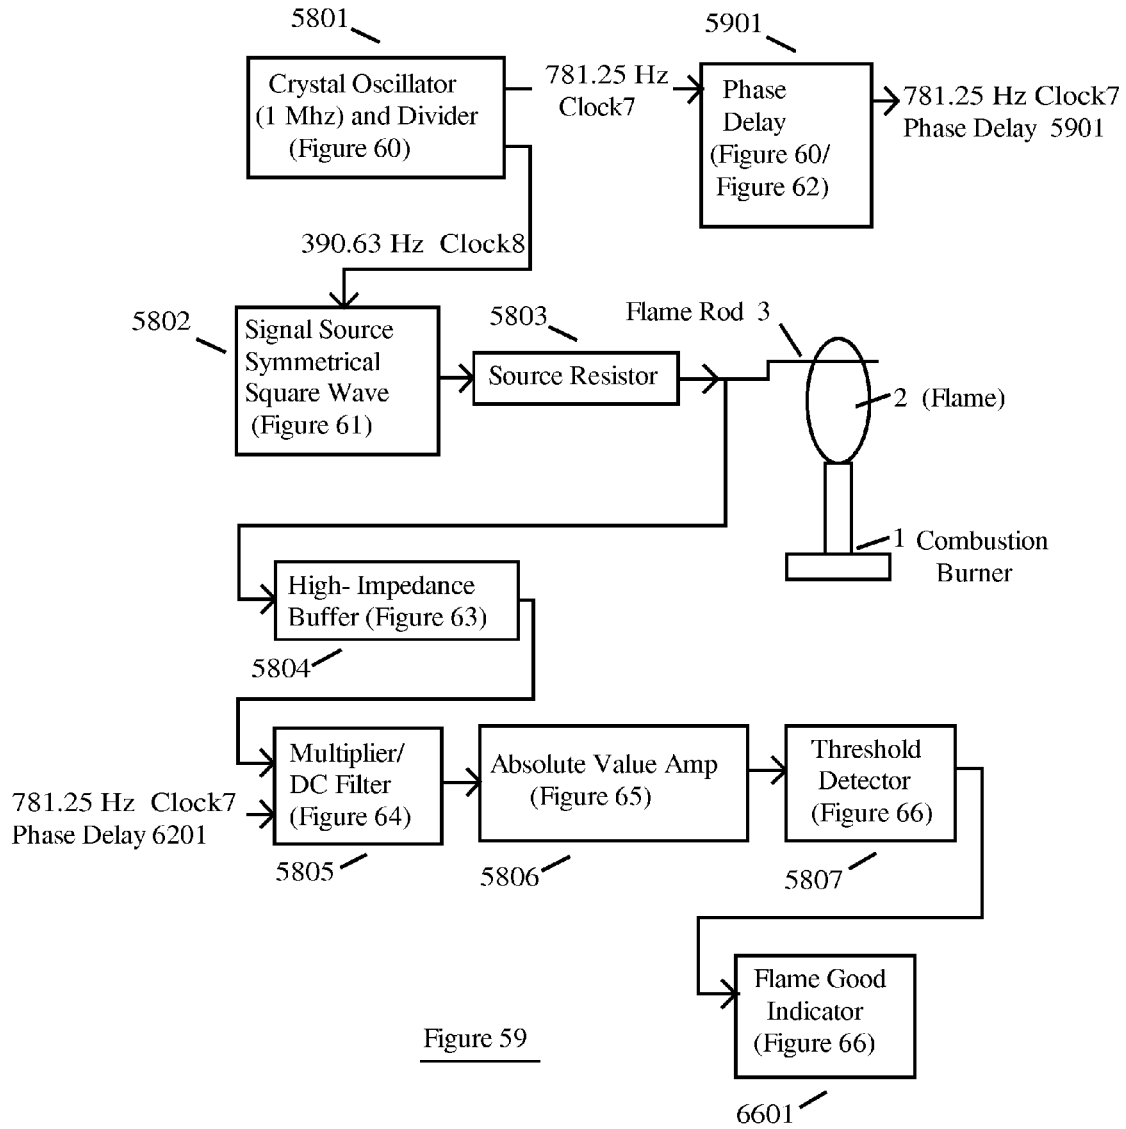 5801
Crystal Oscillator
(1 Mhz) and Divider
(Figure 60)
781.25 Hz
Clock7
5901
Phase
Delay
(Figure 60/
Figure 62)
781.25 Hz Clock7
Phase Delay 5901
390.63 Hz Clock8
5802
Signal Source
Symmetrical
Square Wave
(Figure 61)
5803
Source Resistor
Flame Rod 3
2 (Flame)
1 Combustion
Burner
High- Impedance
Buffer (Figure 63)
5804
781.25 Hz Clock7
Phase Delay 6201
Multiplier/
DC Filter
(Figure 64)
5805
Absolute Value Amp
(Figure 65)
5806
Threshold
Detector
(Figure 66)
5807
Flame Good
Indicator
(Figure 66)
6601
Figure 59